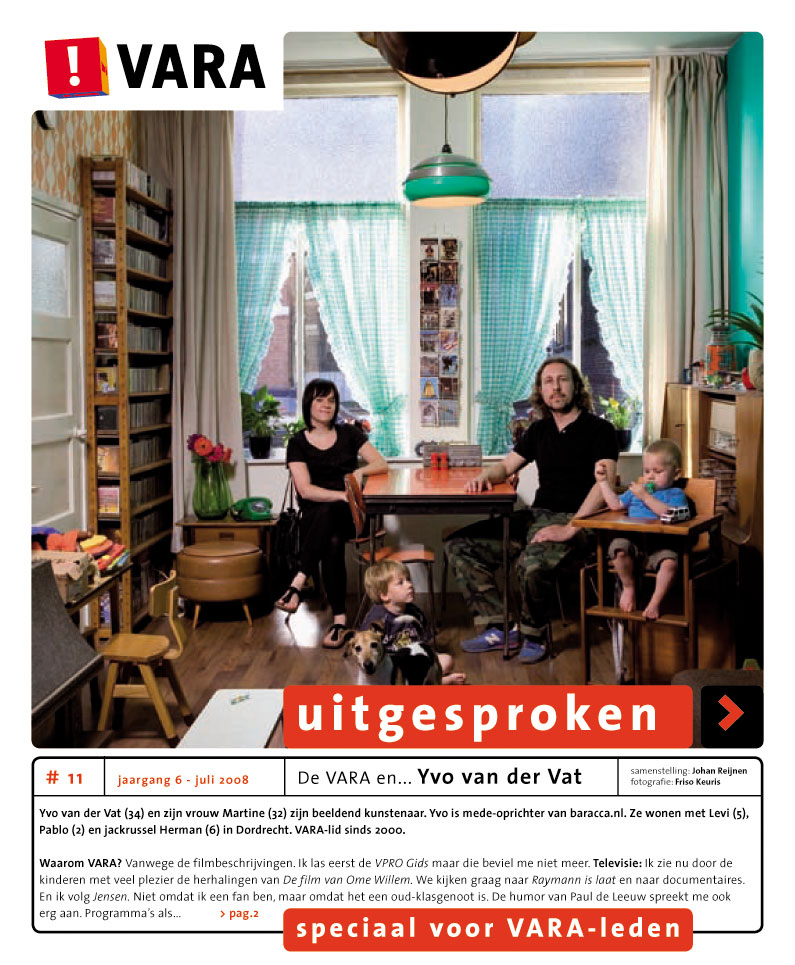 ! VARA
uitgesproken >
# 11
jaargang 6 - juli 2008
De VARA en... Yvo van der Vat
samenstelling: Johan Reijnen
fotografie: Friso Keuris
Yvo van der Vat (34) en zijn vrouw Martine (32) zijn beeldend kunstenaar. Yvo is mede-oprichter van baracca.nl. Ze wonen met Levi (5),
Pablo (2) en jackrussel Herman (6) in Dordrecht. VARA-lid sinds 2000.
Waarom VARA? Vanwege de filmbeschrijvingen. Ik las eerst de VPRO Gids maar die beviel me niet meer. Televisie: Ik zie nu door de
kinderen met veel plezier de herhalingen van De film van Ome Willem. We kijken graag naar Raymann is laat en naar documentaires.
En ik volg Jensen. Niet omdat ik een fan ben, maar omdat het een oud-klasgenoot is. De humor van Paul de Leeuw spreekt me ook
erg aan. Programma's als... > pag.2
speciaal voor VARA-leden